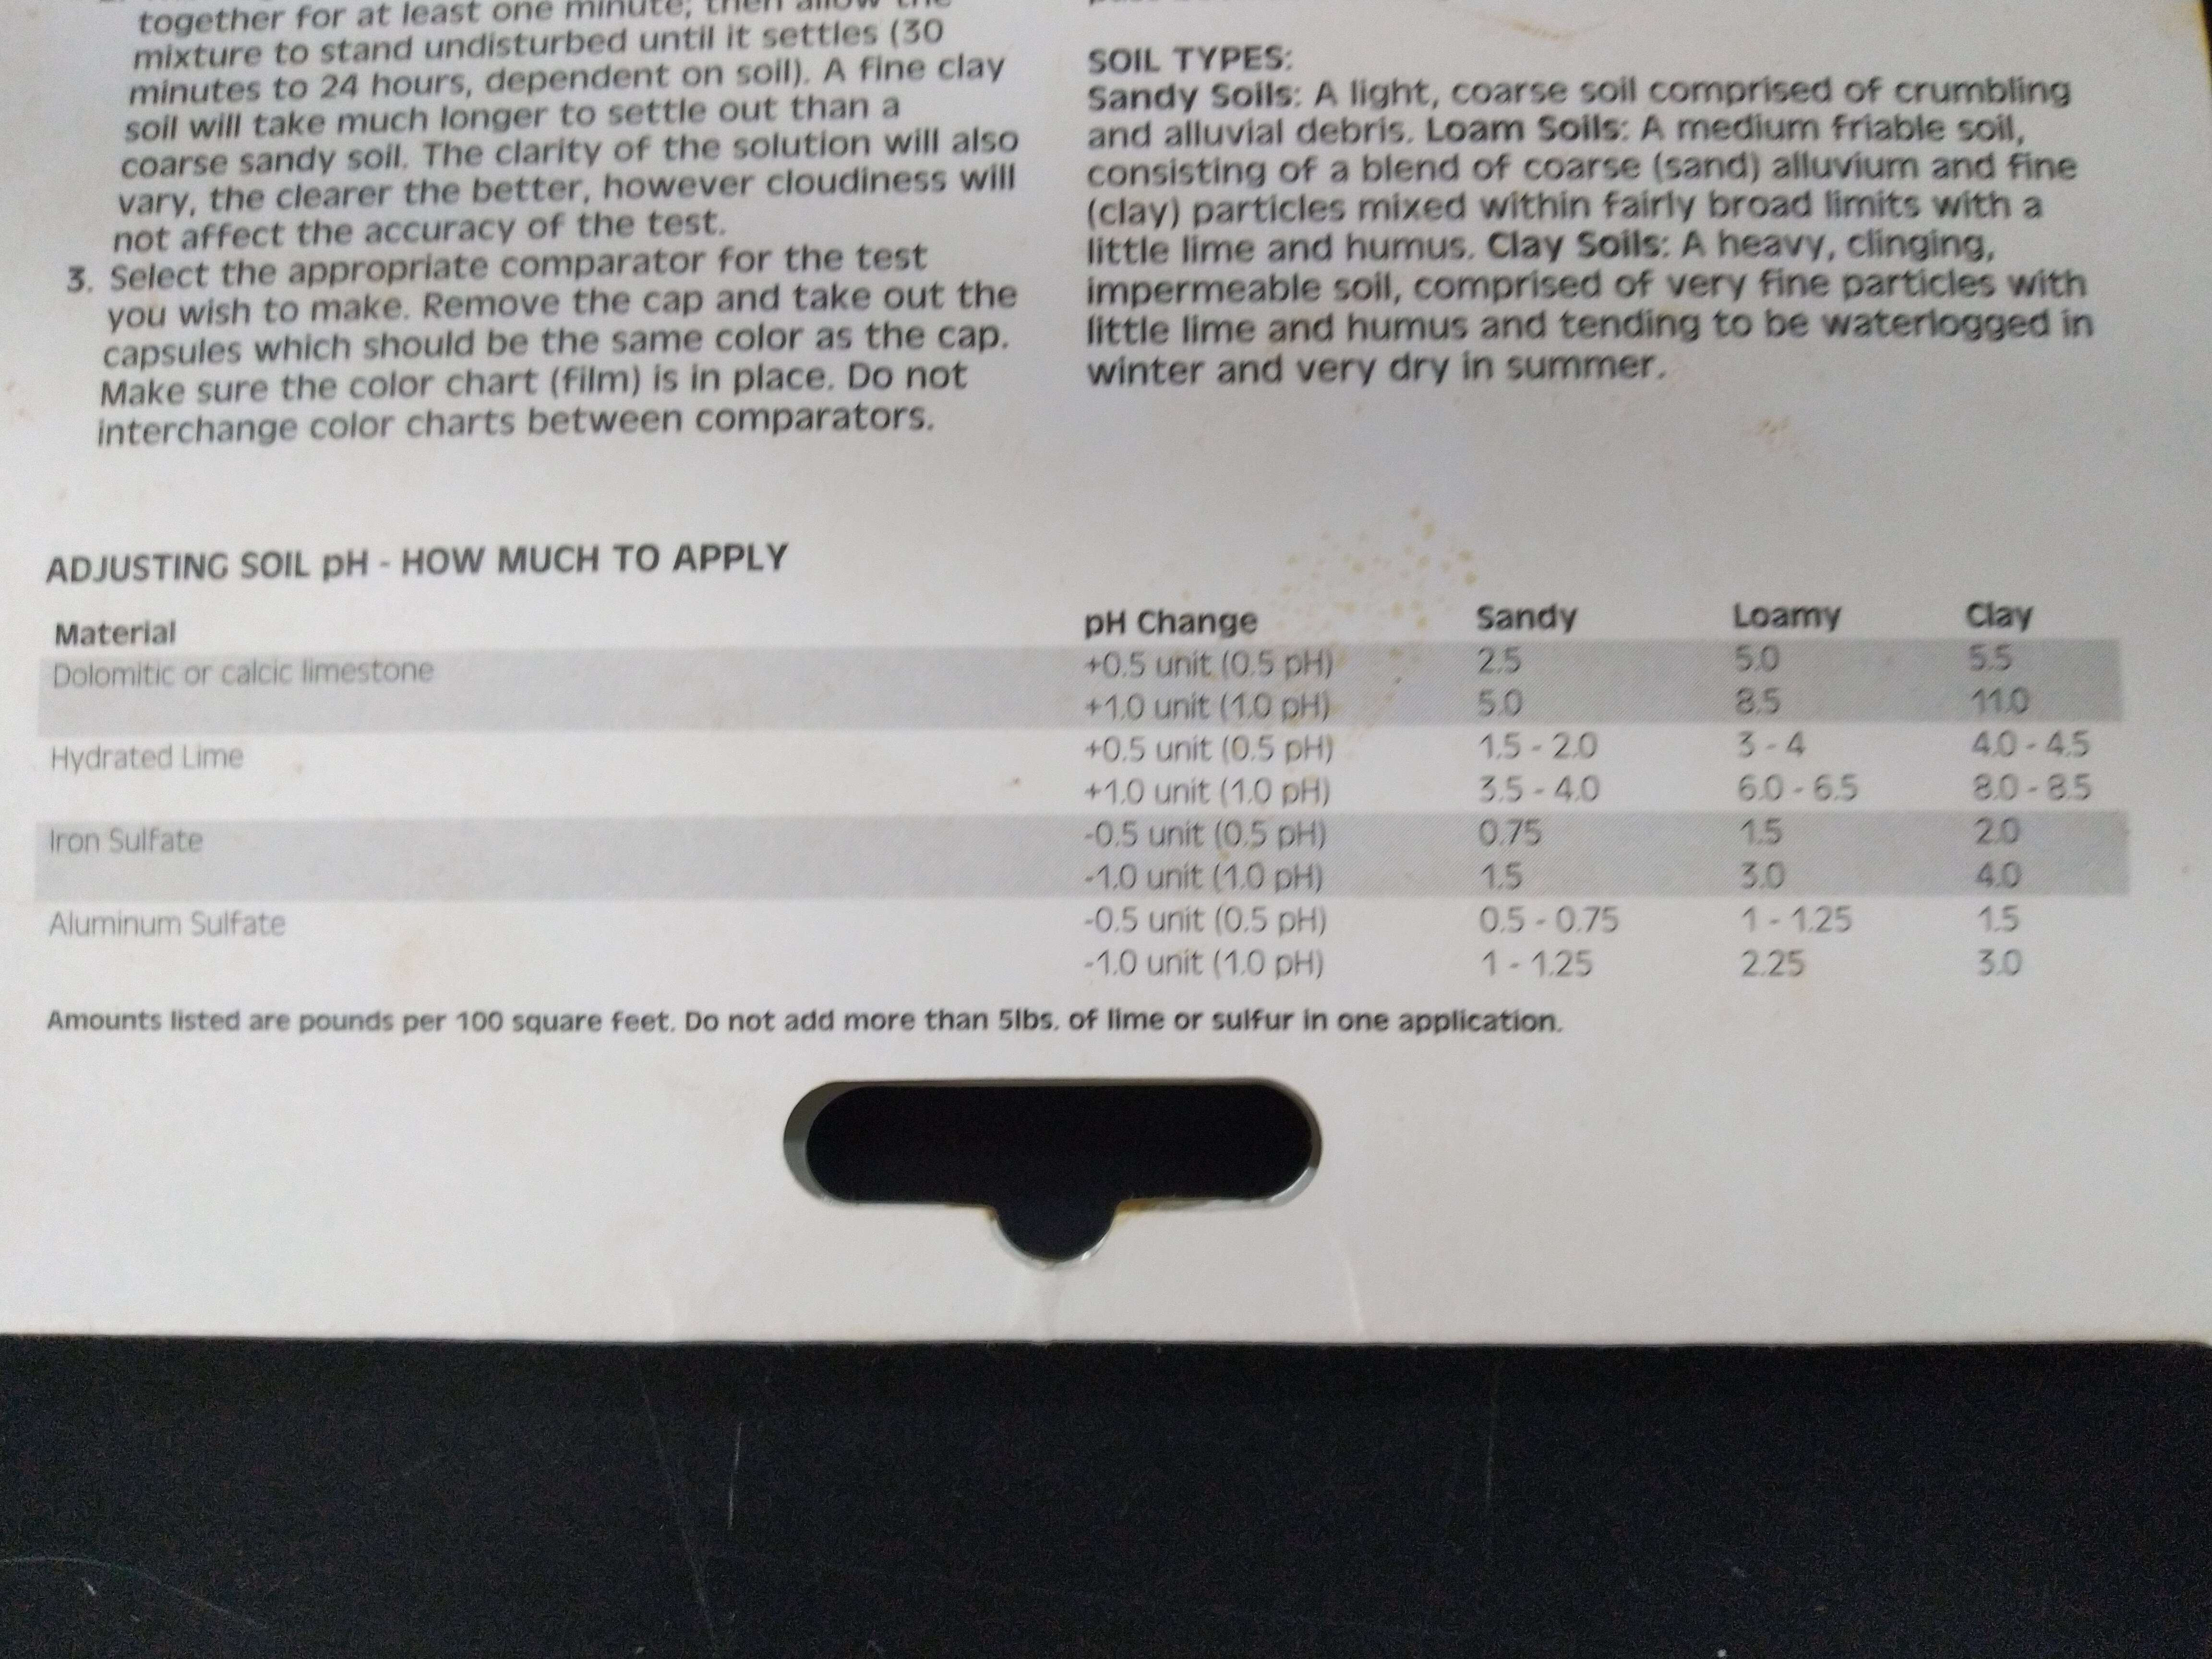 together for at least one minute; then allow the
mixture to stand undisturbed until it settles (30
minutes to 24 hours, dependent on soil). A fine clay
soil will take much longer to settle out than a
coarse sandy soil. The clarity of the solution will also
vary, the clearer the better, however cloudiness will
not affect the accuracy of the test.
3. Select the appropriate comparator for the test
you wish to make. Remove the cap and take out the
capsules which should be the same color as the cap.
Make sure the color chart (film) is in place. Do not
interchange color charts between comparators.
SOIL TYPES:
Sandy Soils: A light, coarse soil comprised of crumbling
and alluvial debris. Loam Soils: A medium friable soil,
consisting of a blend of coarse (sand) alluvium and fine
(clay) particles mixed within fairly broad limits with a
little lime and humus. Clay Soils: A heavy, clinging,
impermeable soil, comprised of very fine particles with
little lime and humus and tending to be waterlogged in
winter and very dry in summer.
ADJUSTING SOIL pH - HOW MUCH TO APPLY
Material pH Change Sandy Loamy Clay
Dolomitic or calcic limestone +0.5 unit (0.5 pH) 2.5 5.0 5.5
+1.0 unit (1.0 pH) 5.0 8.5 11.0
Hydrated Lime +0.5 unit (0.5 pH) 1.5 - 2.0 3 - 4 4.0 - 4.5
+1.0 unit (1.0 pH) 3.5 - 4.0 6.0 - 6.5 8.0 - 8.5
Iron Sulfate -0.5 unit (0.5 pH) 0.75 1.5 2.0
-1.0 unit (1.0 pH) 1.5 3.0 4.0
Aluminum Sulfate -0.5 unit (0.5 pH) 0.5 - 0.75 1 - 1.25 1.5
-1.0 unit (1.0 pH) 1 - 1.25 2.25 3.0
Amounts listed are pounds per 100 square feet. Do not add more than 5lbs. of lime or sulfur in one application.